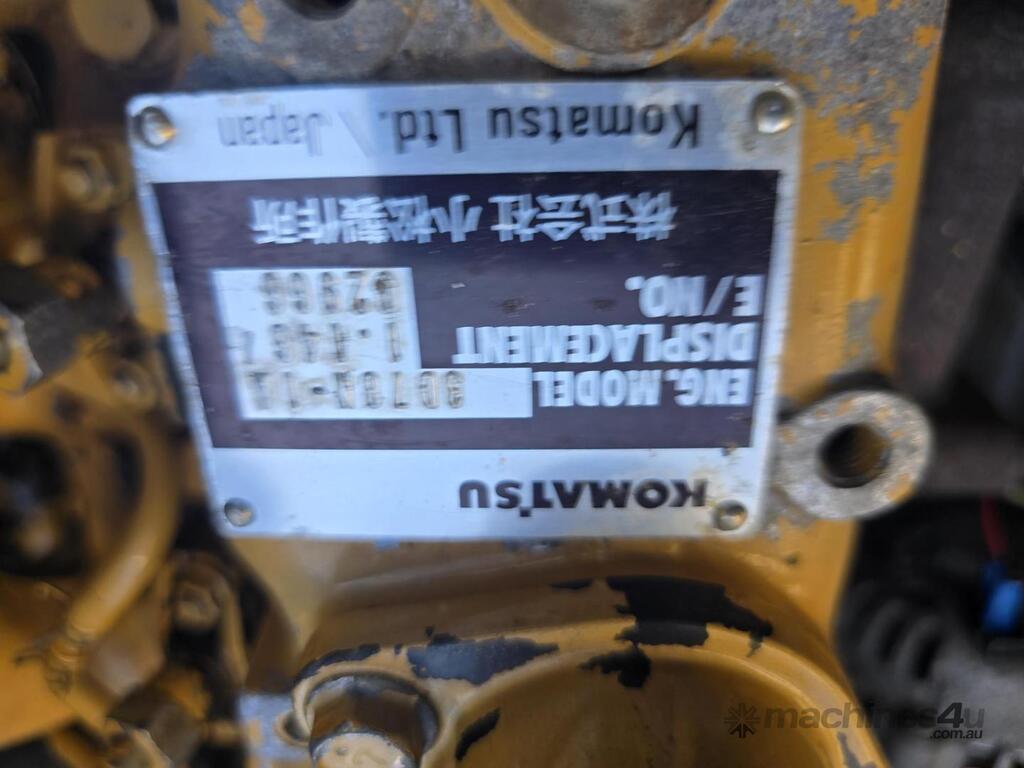 KOMATSU
ENG. MODEL
DISPLACEMENT
E/NO.
株式会社 小松製作所
Komatsu Ltd. / Japan
machines4u
.com.au